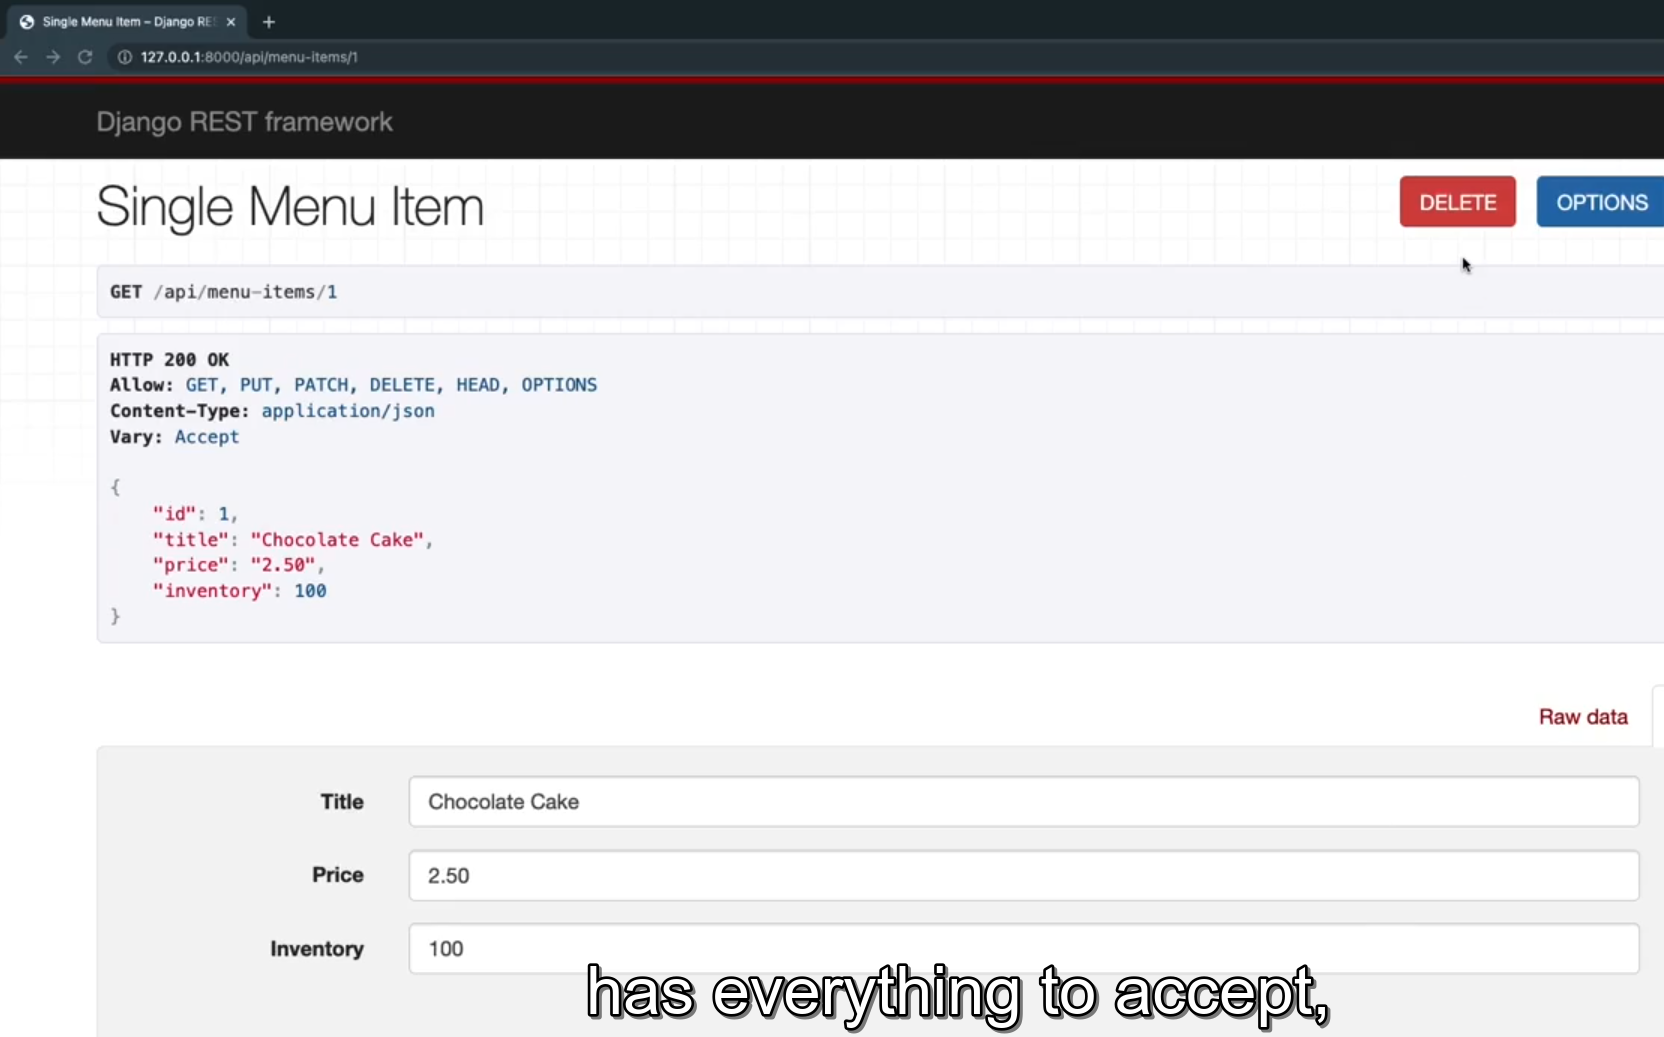 Single Menu Item – Django RE
127.0.0.1:8000/api/menu-items/1
Django REST framework
Single Menu Item
DELETE
OPTIONS
GET /api/menu-items/1
HTTP 200 OK
Allow: GET, PUT, PATCH, DELETE, HEAD, OPTIONS
Content-Type: application/json
Vary: Accept
{
"id": 1,
"title": "Chocolate Cake",
"price": "2.50",
"inventory": 100
}
Raw data
Title Chocolate Cake
Price 2.50
Inventory 100
has everything to accept,